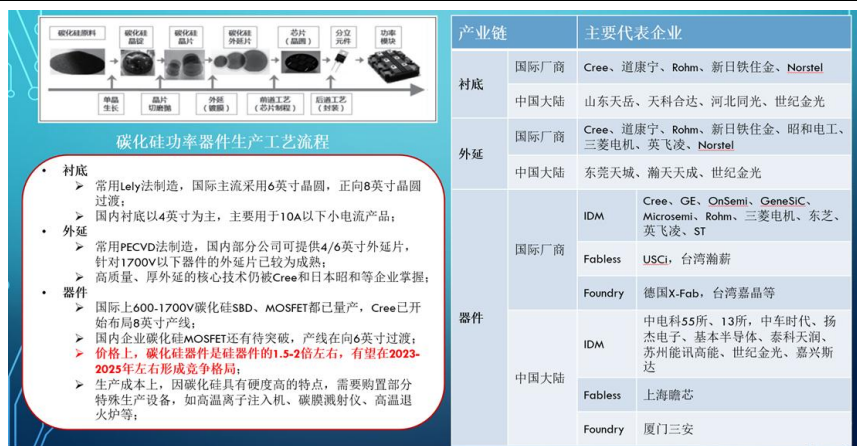 碳化硅原料
碳化硅
晶锭
碳化硅
晶片
碳化硅
外延片
芯片
（晶圆）
分立
元件
功率
模块
单晶
生长
晶片
切磨抛
外延
（镀膜）
前道工艺
（芯片制程）
后道工艺
（封装）
碳化硅功率器件生产工艺流程
• 衬底
➢ 常用Lely法制造，国际主流采用6英寸晶圆，正向8英寸晶圆
过渡；
➢ 国内衬底以4英寸为主，主要用于10A以下小电流产品；
• 外延
➢ 常用PECVD法制造，国内部分公司可提供4/6英寸外延片，
针对1700V以下器件的外延片已较为成熟；
➢ 高质量、厚外延的核心技术仍被Cree和日本昭和等企业掌握；
• 器件
➢ 国际上600-1700V碳化硅SBD、MOSFET都已量产，Cree已开
始布局8英寸产线；
➢ 国内企业碳化硅MOSFET还有待突破，产线在向6英寸过渡；
➢ 价格上，碳化硅器件是硅器件的1.5-2倍左右，有望在2023-
2025年左右形成竞争格局；
➢ 生产成本上，因碳化硅具有硬度高的特点，需要购置部分
特殊生产设备，如高温离子注入机、碳膜溅射仪、高温退
火炉等；
产业链 主要代表企业
衬底
国际厂商 Cree、道康宁、Rohm、新日铁住金、Norstel
中国大陆 山东天岳、天科合达、河北同光、世纪金光
外延
国际厂商 Cree、道康宁、Rohm、新日铁住金、昭和电工、
三菱电机、英飞凌、Norstel
中国大陆 东莞天城、瀚天天成、世纪金光
器件
国际厂商
IDM Cree、GE、OnSemi、GeneSiC、
Microsemi、Rohm、三菱电机、东芝、
英飞凌、ST
Fabless USCi，台湾瀚薪
Foundry 德国X-Fab，台湾嘉晶等
中国大陆
IDM 中电科55所、13所，中车时代、扬
杰电子、基本半导体、泰科天润、
苏州能讯高能、世纪金光、嘉兴斯
达
Fabless 上海瞻芯
Foundry 厦门三安